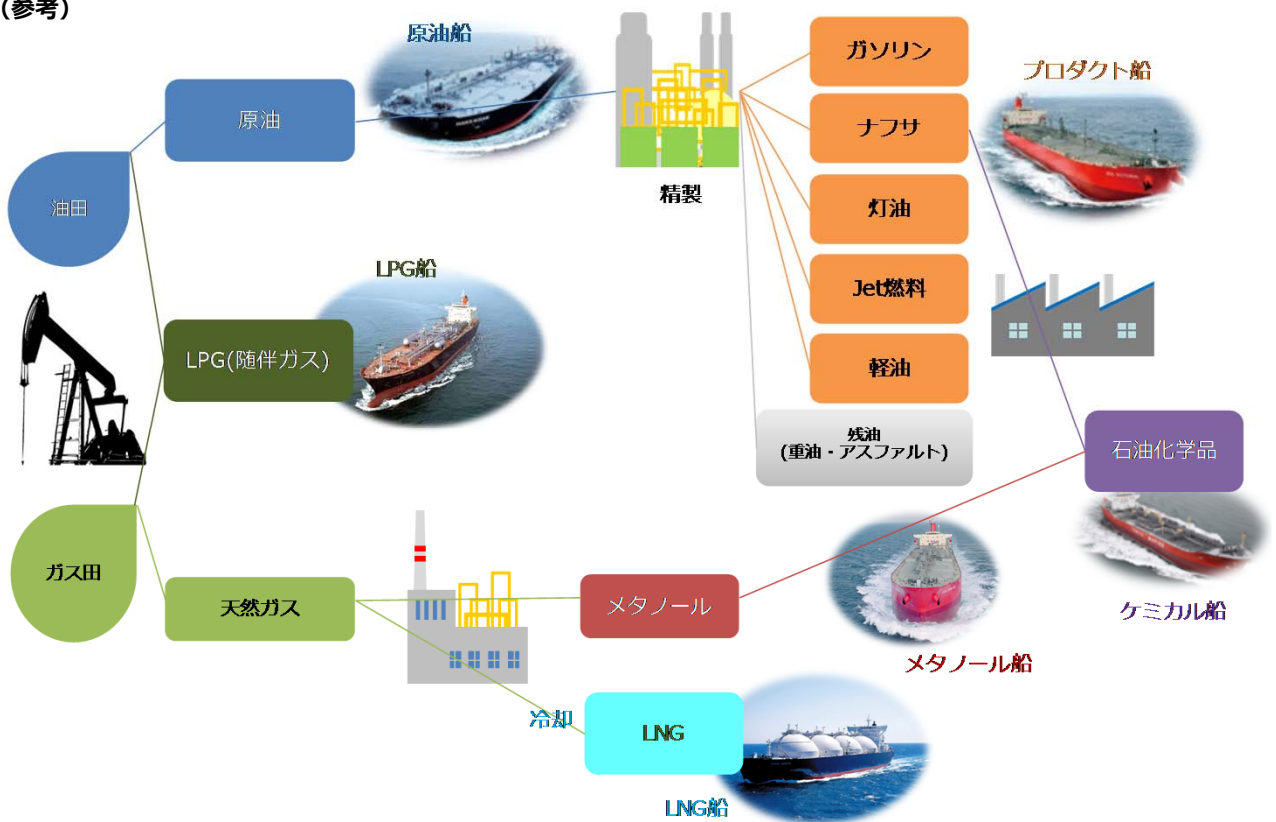 (参考)
原油船
原油
油田
精製
ガソリン
ナフサ
灯油
Jet燃料
軽油
残油
(重油・アスファルト)
プロダクト船
LPG船
LPG(随伴ガス)
石油化学品
ケミカル船
ガス田
天然ガス
メタノール
メタノール船
冷却
LNG
LNG船